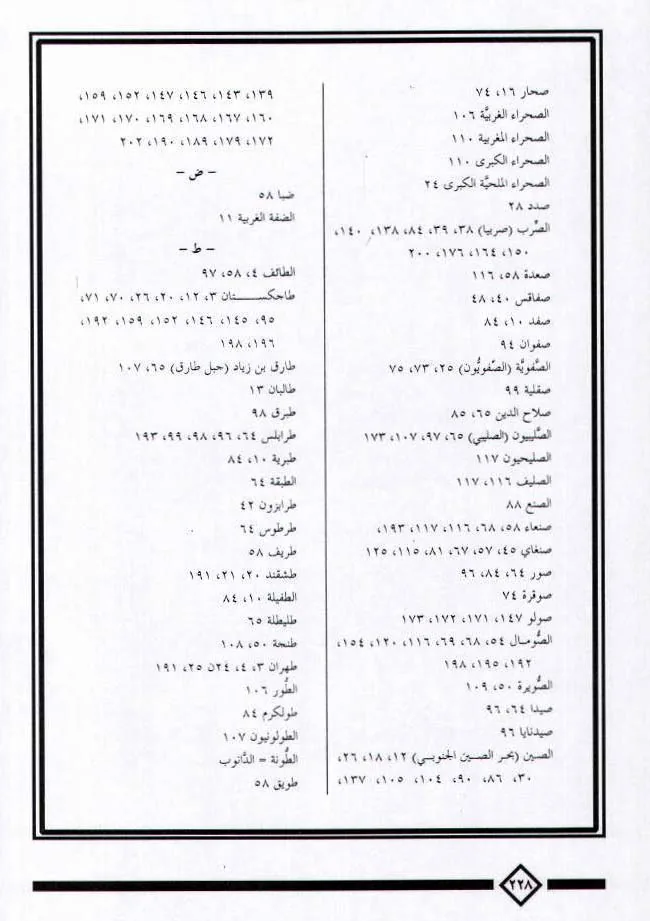 صحار ١٦، ٧٤
الصحراء الغربيَّة ١٠٦
الصحراء المغربية ١١٠
الصحراء الكبرى ١١٠
الصحراء الملحيَّة الكبرى ٢٤
صدد ٢٨
الصِّرب (صربيا) ٣٨، ٣٩، ٨٤، ١٣٨، ١٤٠،
١٥٠، ١٦٤، ١٧٦، ٢٠٠
صعدة ٥٨، ١١٦
صفاقس ٤٠، ٤٨
صفد ١٠، ٨٤
صفوان ٩٤
الصَّفويَّة (الصِّفويُّون) ٢٥، ٧٣، ٧٥
صقلية ٩٩
صلاح الدين ٦٥، ٨٥
الصَّليبيون (الصليبي) ٦٥، ٩٧، ١٠٧، ١٧٣
الصليحيون ١١٧
الصليف ١١٦، ١١٧
الصنع ٨٨
صنعاء ٥٨، ٦٨، ١١٦، ١١٧، ١٩٣،
صنغاي ٤٥، ٥٧، ٦٧، ٨١، ١١٥، ١٢٥
صور ٦٤، ٨٤، ٩٦
صوقرة ٧٤
صولو ١٤٧، ١٧١، ١٧٢، ١٧٣
الصُّومال ٥٤، ٦٨، ٦٩، ١١٦، ١٢٠، ١٥٤،
١٩٢، ١٩٥، ١٩٨
الصُّويرة ٥٠، ١٠٩
صيدا ٦٤، ٩٦
صيدنايا ٩٦
الصين (بحر الصين الجنوبي) ١٢، ١٨، ٢٦،
٣٠، ٨٦، ٩٠، ١٠٤، ١٠٥، ١٣٧،
١٣٩، ١٤٣، ١٤٦، ١٤٧، ١٥٢، ١٥٩،
١٦٠، ١٦٧، ١٦٨، ١٦٩، ١٧٠، ١٧١،
١٧٢، ١٧٩، ١٨٩، ١٩٠، ٢٠٢
- ض -
ضبا ٥٨
الضفة الغربية ١١
- ط -
الطائف ٤، ٥٨، ٩٧
طاجكستان ٣، ١٢، ٢٠، ٢٦، ٧٠، ٧١،
٩٥، ١٤٥، ١٤٦، ١٥٢، ١٥٩، ١٩٢،
١٩٦، ١٩٨
طارق بن زياد (جبل طارق) ٦٥، ١٠٧
طالبان ١٣
طبرق ٩٨
طرابلس ٦٤، ٩٦، ٩٨، ٩٩، ١٩٣
طبرية ١٠، ٨٤
الطبقة ٦٤
طرابزون ٤٢
طرطوس ٦٤
طريف ٥٨
طشقند ٢٠، ٢١، ١٩١
الطفيلة ١٠، ٨٤
طليطلة ٦٥
طنجة ٥٠، ١٠٨
طهران ٣، ٤، ٢٤ن ٢٥، ١٩١
الطُّور ١٠٦
طولكرم ٨٤
الطولونيون ١٠٧
الطُّونة = الدَّانوب
طويق ٥٨
٢٢٨